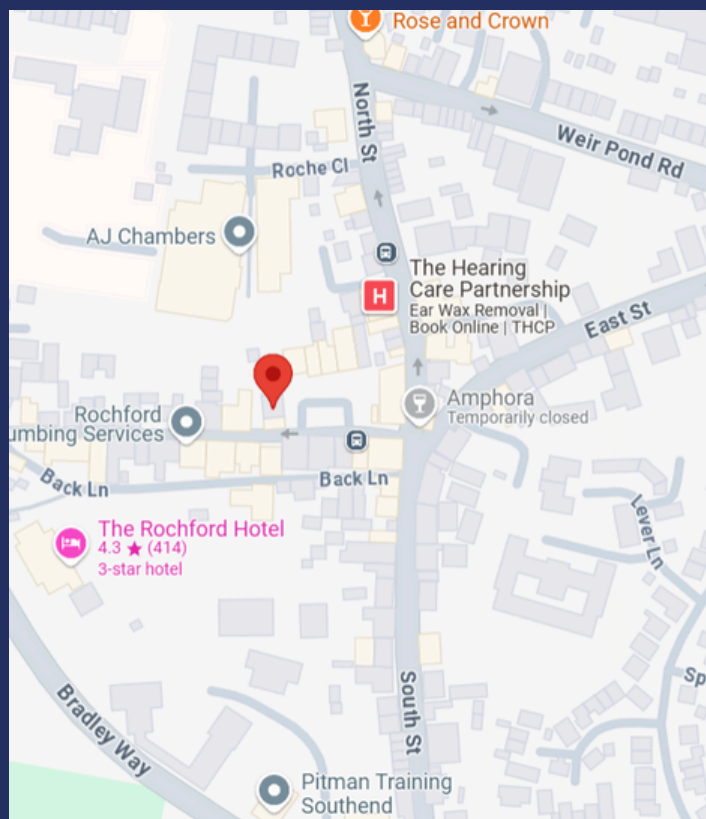 Rose and Crown
North St
Weir Pond Rd
Roche Cl
AJ Chambers
The Hearing
Care Partnership
Ear Wax Removal |
Book Online | THCP
H
East St
Amphora
Temporarily closed
Rochford
umbing Services
Back Ln
Back Ln
The Rochford Hotel
4.3 ★ (414)
3-star hotel
Lever Ln
Sp
South St
Bradley Way
Pitman Training
Southend